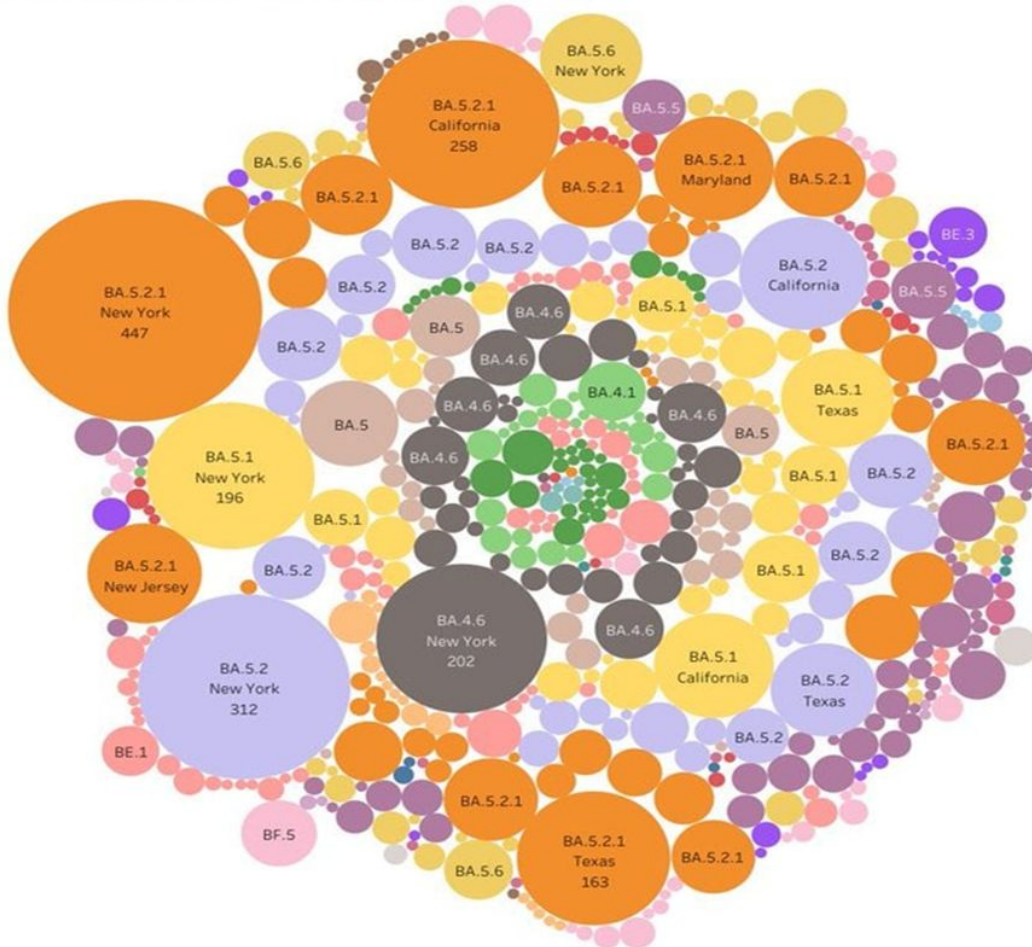 BA.5.6
New York
BA.5.2.1
California
258
BA.5.5
BA.5.6
BA.5.2.1
BA.5.2.1
BA.5.2.1
Maryland
BA.5.2.1
BE.3
BA.5.2
BA.5.2
BA.5.2
California
BA.5.2
BA.5.5
BA.5.2.1
New York
447
BA.5
BA.4.6
BA.5.1
BA.5.2
BA.4.6
BA.4.6
BA.4.1
BA.4.6
BA.5.1
Texas
BA.5
BA.5
BA.5.2.1
BA.4.6
BA.5.1
New York
196
BA.5.1
BA.5.2
BA.5.1
BA.5.2.1
New Jersey
BA.5.2
BA.5.1
BA.5.2
BA.4.6
New York
202
BA.4.6
BA.5.1
California
BA.5.2
New York
312
BA.5.2
Texas
BE.1
BA.5.2
BA.5.2.1
BF.5
BA.5.2.1
Texas
163
BA.5.2.1
BA.5.6